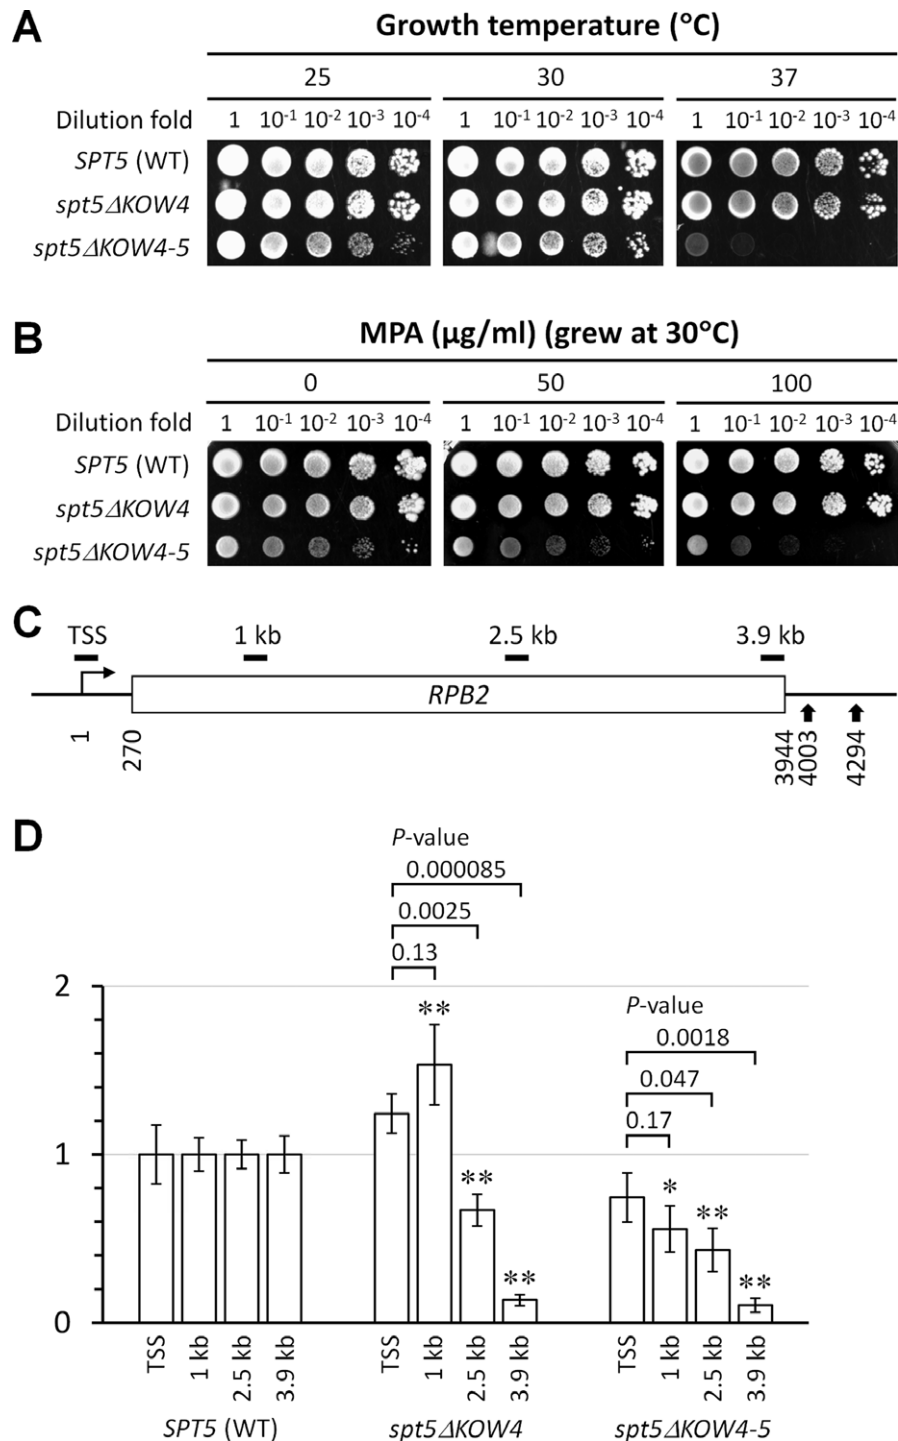 A
Growth temperature (°C)
25 30 37
Dilution fold 1 10⁻¹ 10⁻² 10⁻³ 10⁻⁴ 1 10⁻¹ 10⁻² 10⁻³ 10⁻⁴ 1 10⁻¹ 10⁻² 10⁻³ 10⁻⁴
SPT5 (WT)
spt5ΔKOW4
spt5ΔKOW4-5
B
MPA (µg/ml) (grew at 30°C)
0 50 100
Dilution fold 1 10⁻¹ 10⁻² 10⁻³ 10⁻⁴ 1 10⁻¹ 10⁻² 10⁻³ 10⁻⁴ 1 10⁻¹ 10⁻² 10⁻³ 10⁻⁴
SPT5 (WT)
spt5ΔKOW4
spt5ΔKOW4-5
C
TSS 1 kb 2.5 kb 3.9 kb
RPB2
1 270 3944 4003 4294
D
P-value
0.000085
0.0025
0.13
P-value
0.0018
0.047
0.17
2
1
0
** ** **
* ** **
TSS 1 kb 2.5 kb 3.9 kb TSS 1 kb 2.5 kb 3.9 kb TSS 1 kb 2.5 kb 3.9 kb
SPT5 (WT) spt5ΔKOW4 spt5ΔKOW4-5